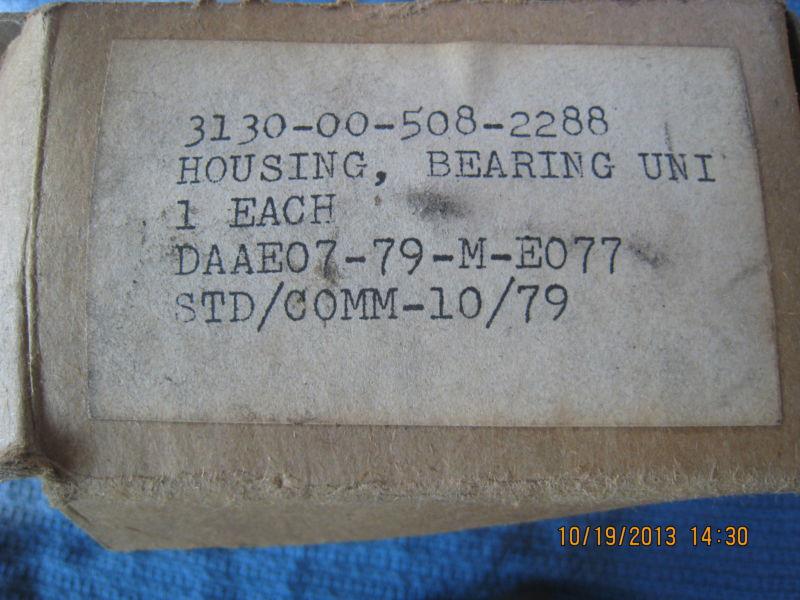 3130-00-508-2288
HOUSING, BEARING UNI
1 EACH
DAAE07-79-M-E077
STD/COMM-10/79
10/19/2013 14:30